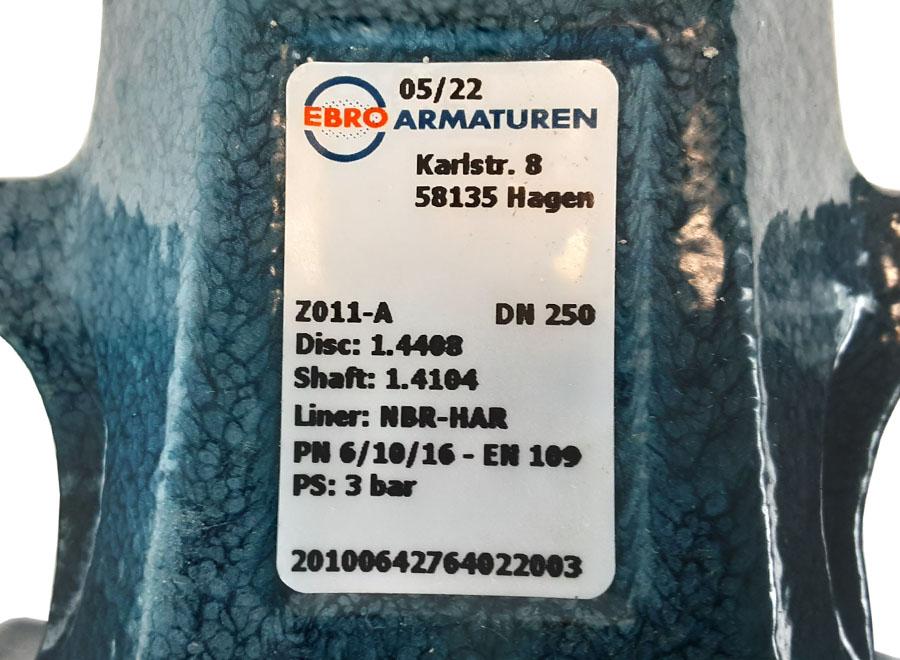 05/22
EBRO ARMATUREN
Karlstr. 8
58135 Hagen
Z011-A DN 250
Disc: 1.4408
Shaft: 1.4104
Liner: NBR-HAR
PN 6/10/16 - EN 109
PS: 3 bar
20100642764022003